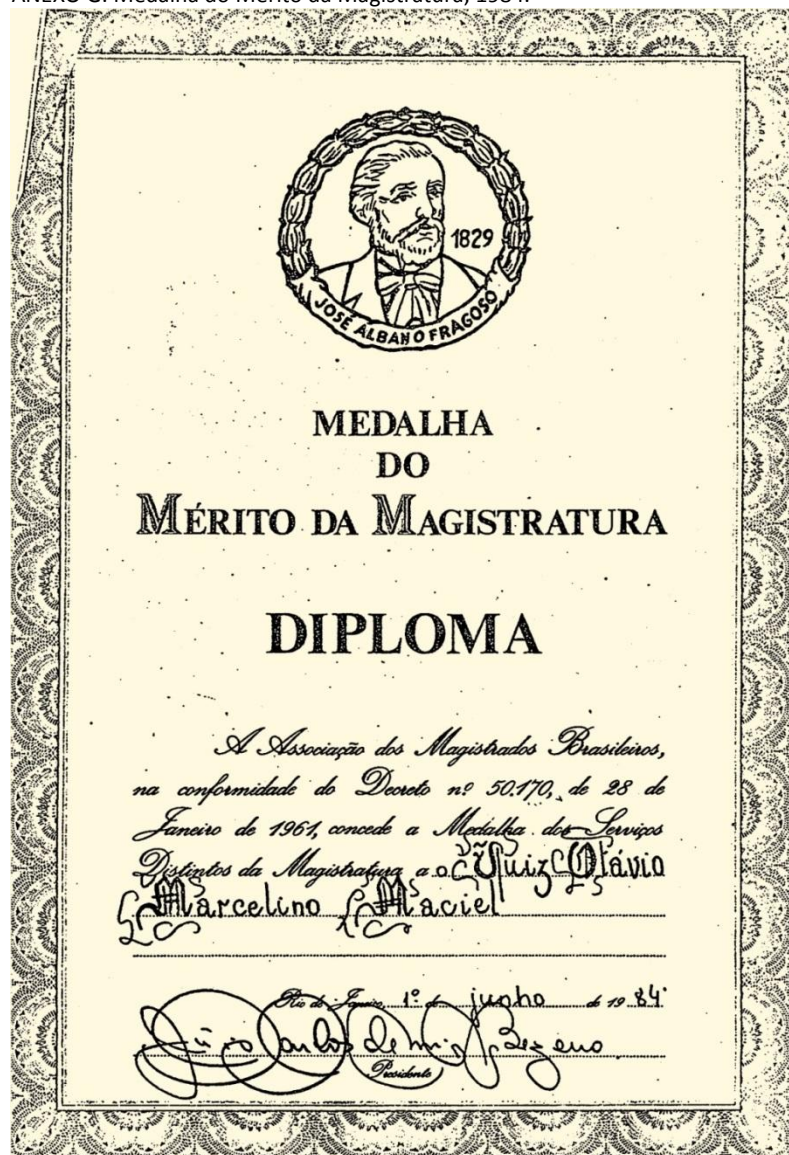 ANEXO G. Medalha do Mérito da Magistratura, 1984.
1829
JOSÉ ALBANO FRAGOSO
MEDALHA
DO
MÉRITO DA MAGISTRATURA
DIPLOMA
A Associação dos Magistrados Brasileiros,
na conformidade do Decreto nº 50.170, de 28 de
Janeiro de 1961, concede a Medalha dos Serviços
Distintos da Magistratura a o Luiz Otávio
Marcelino Maciel
Rio de Janeiro, 1º de junho de 1984.
Presidente